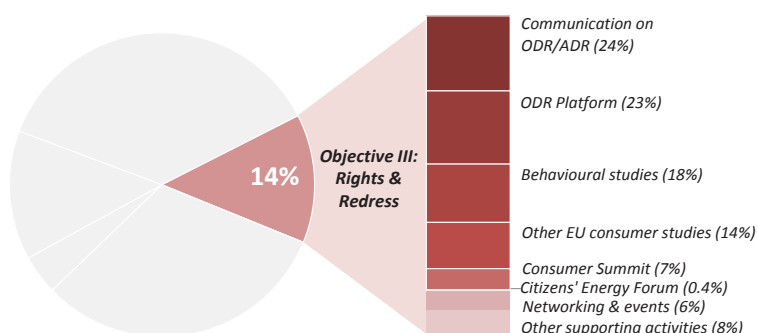 Communication on
ODR/ADR (24%)
ODR Platform (23%)
Objective III:
Rights &
Redress
14%
Behavioural studies (18%)
Other EU consumer studies (14%)
Consumer Summit (7%)
Citizens' Energy Forum (0.4%)
Networking & events (6%)
Other supporting activities (8%)